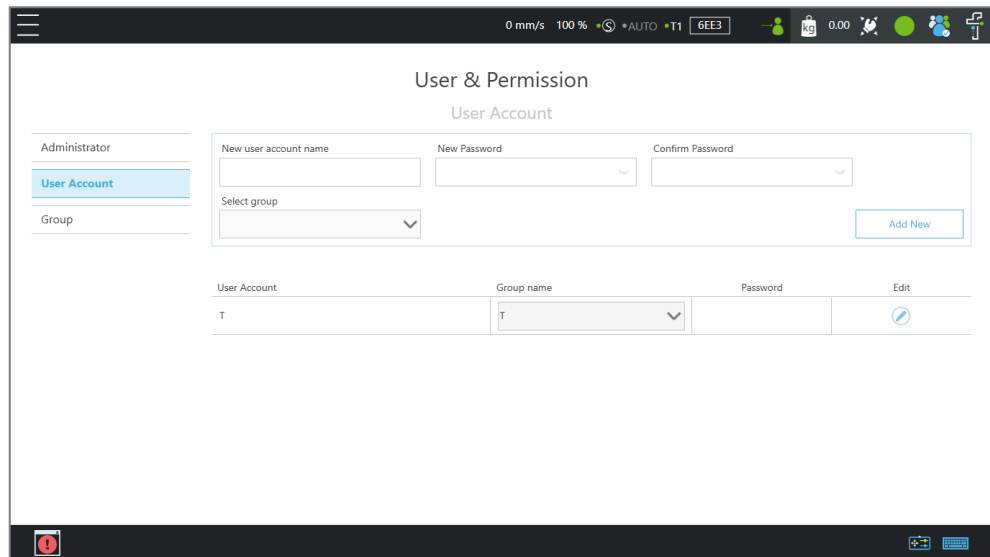 0 mm/s 100 % S AUTO T1 6EE3 kg 0.00
User & Permission
User Account
Administrator
User Account
Group
New user account name New Password Confirm Password
Select group
Add New
User Account Group name Password Edit
T T